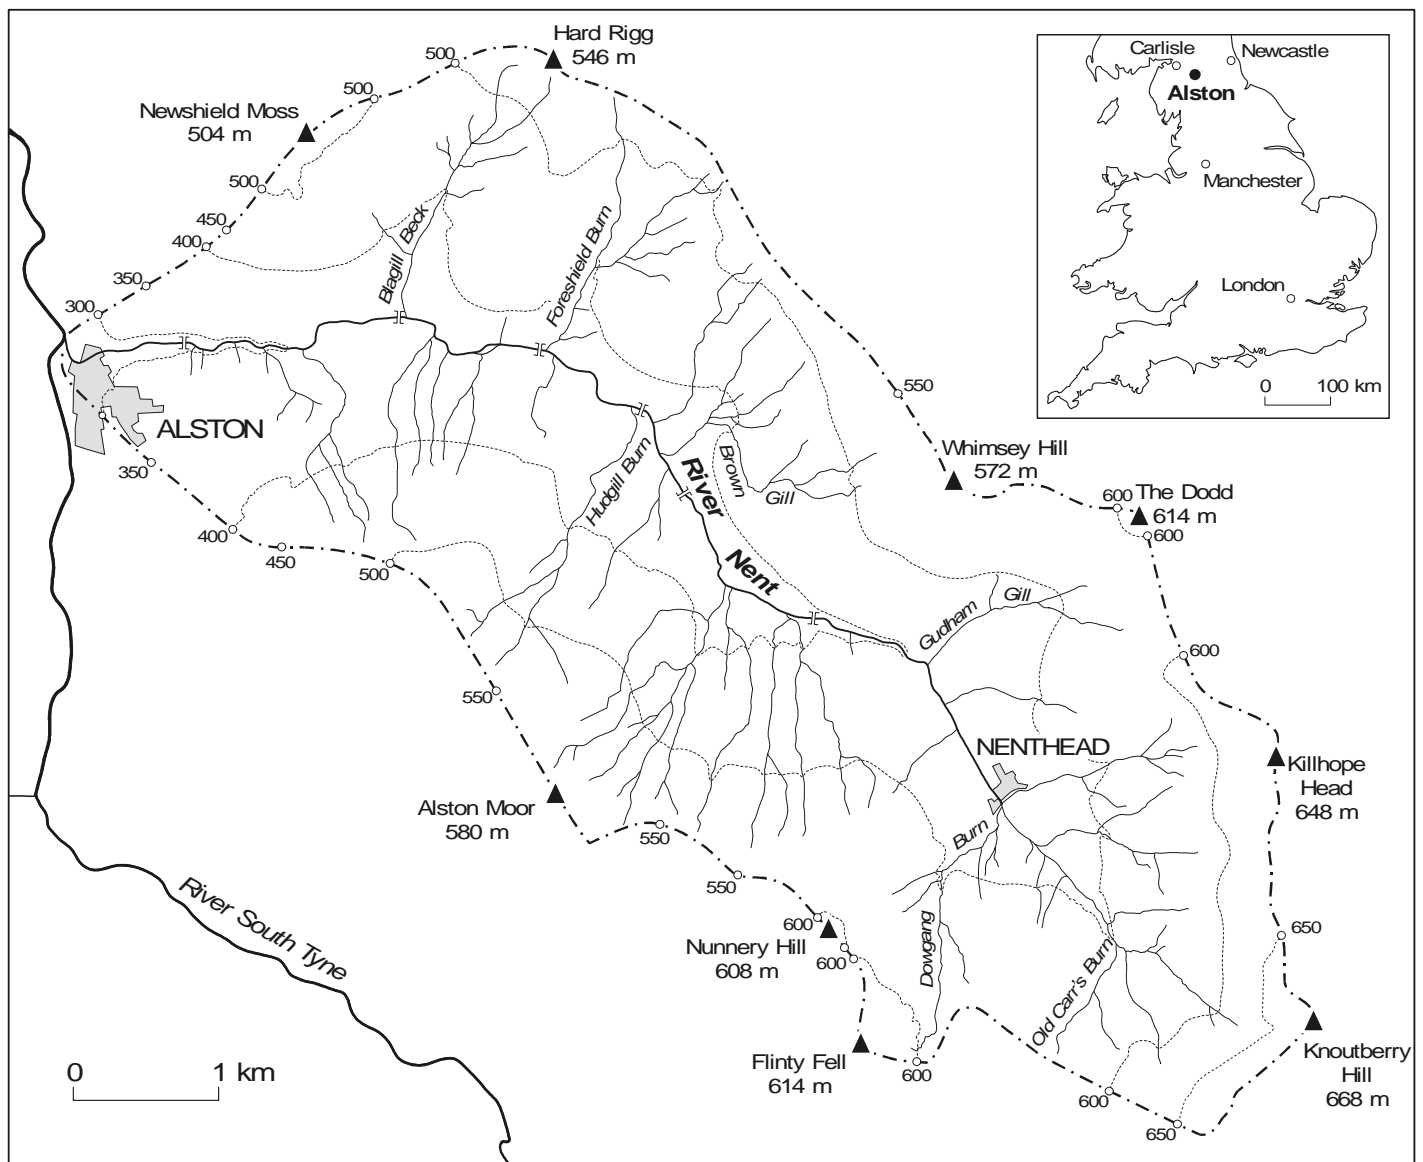 Hard Rigg
546 m
500
500
Newshield Moss
504 m
500
450
400
350
300
Blagill Beck
Foreshield Burn
ALSTON
350
400
450
500
550
Hudgill Burn
River Nent
Brown Gill
550
Whimsey Hill
572 m
600
The Dodd
614 m
600
Gudham Gill
600
NENTHEAD
Killhope
Head
648 m
Alston Moor
580 m
550
550
600
Nunnery Hill
608 m
600
Dowgang Burn
Old Carr's Burn
650
Flinty Fell
614 m
600
600
650
Knoutberry
Hill
668 m
River South Tyne
0 1 km
Carlisle
Newcastle
Alston
Manchester
London
0 100 km